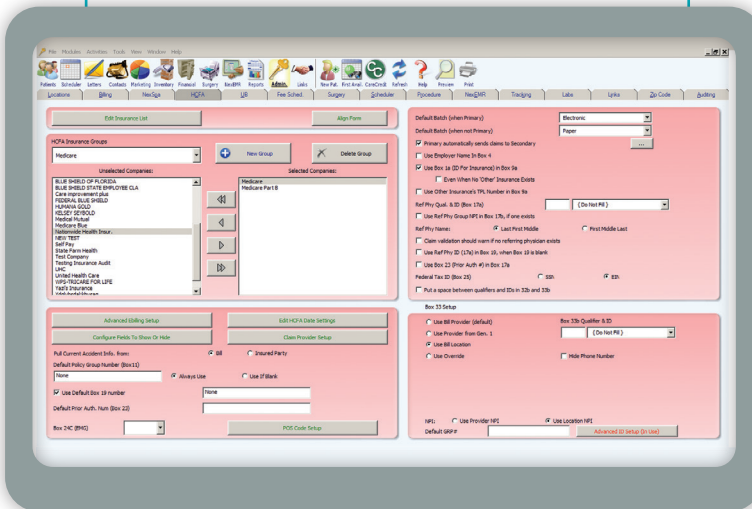 File Modules Activities Tools View Window Help
Patients Scheduler Letters Contacts Marketing Inventory Financial Surgery NexEMR Reports Admin. Links New Pat. First Avail. CareCredit Refresh Help Preview Print
Locations Billing NexSpa HCFA UB Fee Sched. Surgery Scheduler Procedure NexEMR Tracking Labs Lynks Zip Code Auditing
Edit Insurance List
Align Form
HCFA Insurance Groups
Medicare
New Group
Delete Group
Unselected Companies:
Selected Companies:
BLUE SHIELD OF FLORIDA
BLUE SHIELD STATE EMPLOYEE CLA
Care improvement plus
FEDERAL BLUE SHIELD
HUMANA GOLD
KELSEY SEYBOLD
Medical Mutual
Medicare Blue
Nationwide Health Insur.
NEW TEST
Self Pay
State Farm Health
Test Company
Testing Insurance Audit
UHC
United Health Care
WPS-TRICARE FOR LIFE
Yazi's Insurance
Medicare
Medicare Part B
Advanced Ebilling Setup
Edit HCFA Date Settings
Configure Fields To Show Or Hide
Claim Provider Setup
Pull Current Accident Info. from:
Bill
Insured Party
Default Policy Group Number (Box11)
None
Always Use
Use If Blank
Use Default Box 19 number
None
Default Prior Auth. Num (Box 23)
Box 24C (EMG)
POS Code Setup
Default Batch (when Primary)
Electronic
Default Batch (when not Primary)
Paper
Primary automatically sends claims to Secondary
...
Use Employer Name In Box 4
Use Box 1a (ID For Insurance) in Box 9a
Even When No 'Other' Insurance Exists
Use Other Insurance's TPL Number in Box 9a
Ref Phy Qual. & ID (Box 17a)
{ Do Not Fill }
Use Ref Phy Group NPI in Box 17b, if one exists
Ref Phy Name:
Last First Middle
First Middle Last
Claim validation should warn if no referring physician exists
Use Ref Phy ID (17a) in Box 19, when Box 19 is blank
Use Box 23 (Prior Auth #) in Box 17a
Federal Tax ID (Box 25)
SSN
EIN
Put a space between qualifiers and IDs in 32b and 33b
Box 33 Setup
Use Bill Provider (default)
Box 33b Qualifier & ID
Use Provider from Gen. 1
{ Do Not Fill }
Use Bill Location
Use Override
Hide Phone Number
NPI:
Use Provider NPI
Use Location NPI
Default GRP #
Advanced ID Setup (In Use)